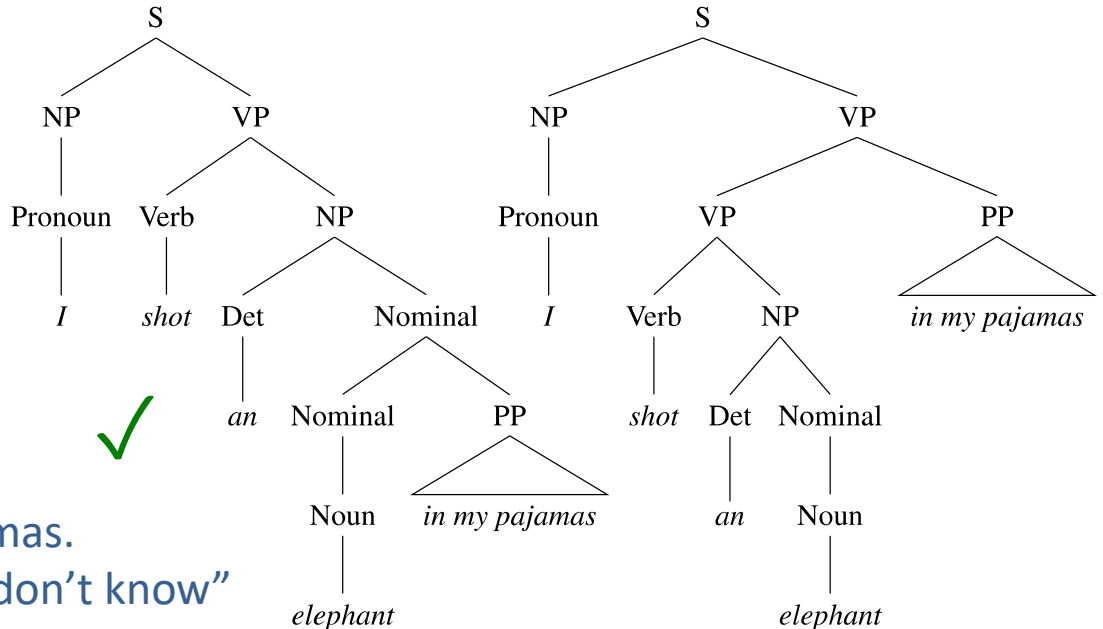 S S
NP VP NP VP
Pronoun Verb NP Pronoun VP PP
I shot Det Nominal I Verb NP in my pajamas
an Nominal PP shot Det Nominal
Noun in my pajamas an Noun
mas.
don’t know”
elephant elephant